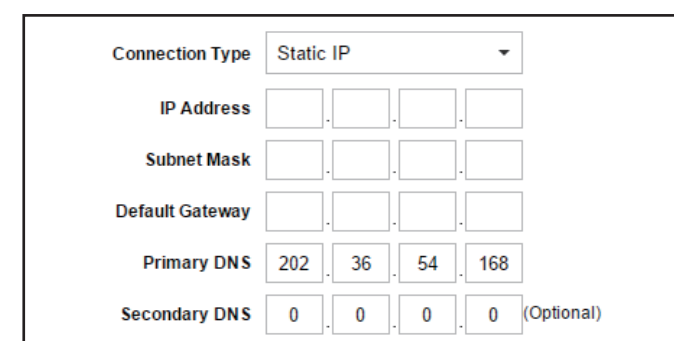 Connection Type Static IP
IP Address . . .
Subnet Mask . . .
Default Gateway . . .
Primary DNS 202 . 36 . 54 . 168
Secondary DNS 0 . 0 . 0 . 0 (Optional)